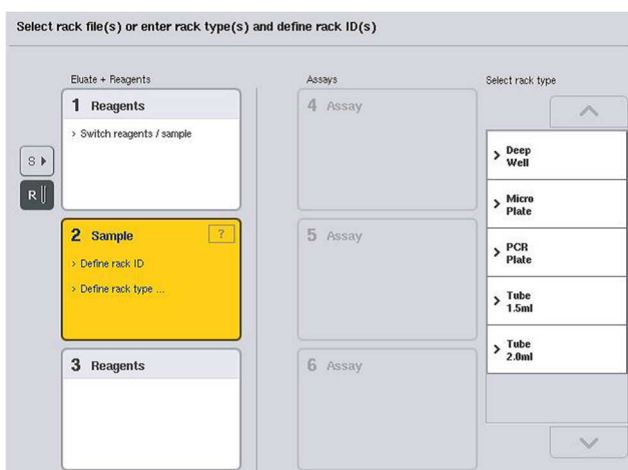 Select rack file(s) or enter rack type(s) and define rack ID(s)
Eluate + Reagents
1 Reagents
> Switch reagents / sample
S
R
2 Sample ?
> Define rack ID
> Define rack type ...
3 Reagents
Assays
4 Assay
5 Assay
6 Assay
Select rack type
> Deep
Well
> Micro
Plate
> PCR
Plate
> Tube
1.5ml
> Tube
2.0ml